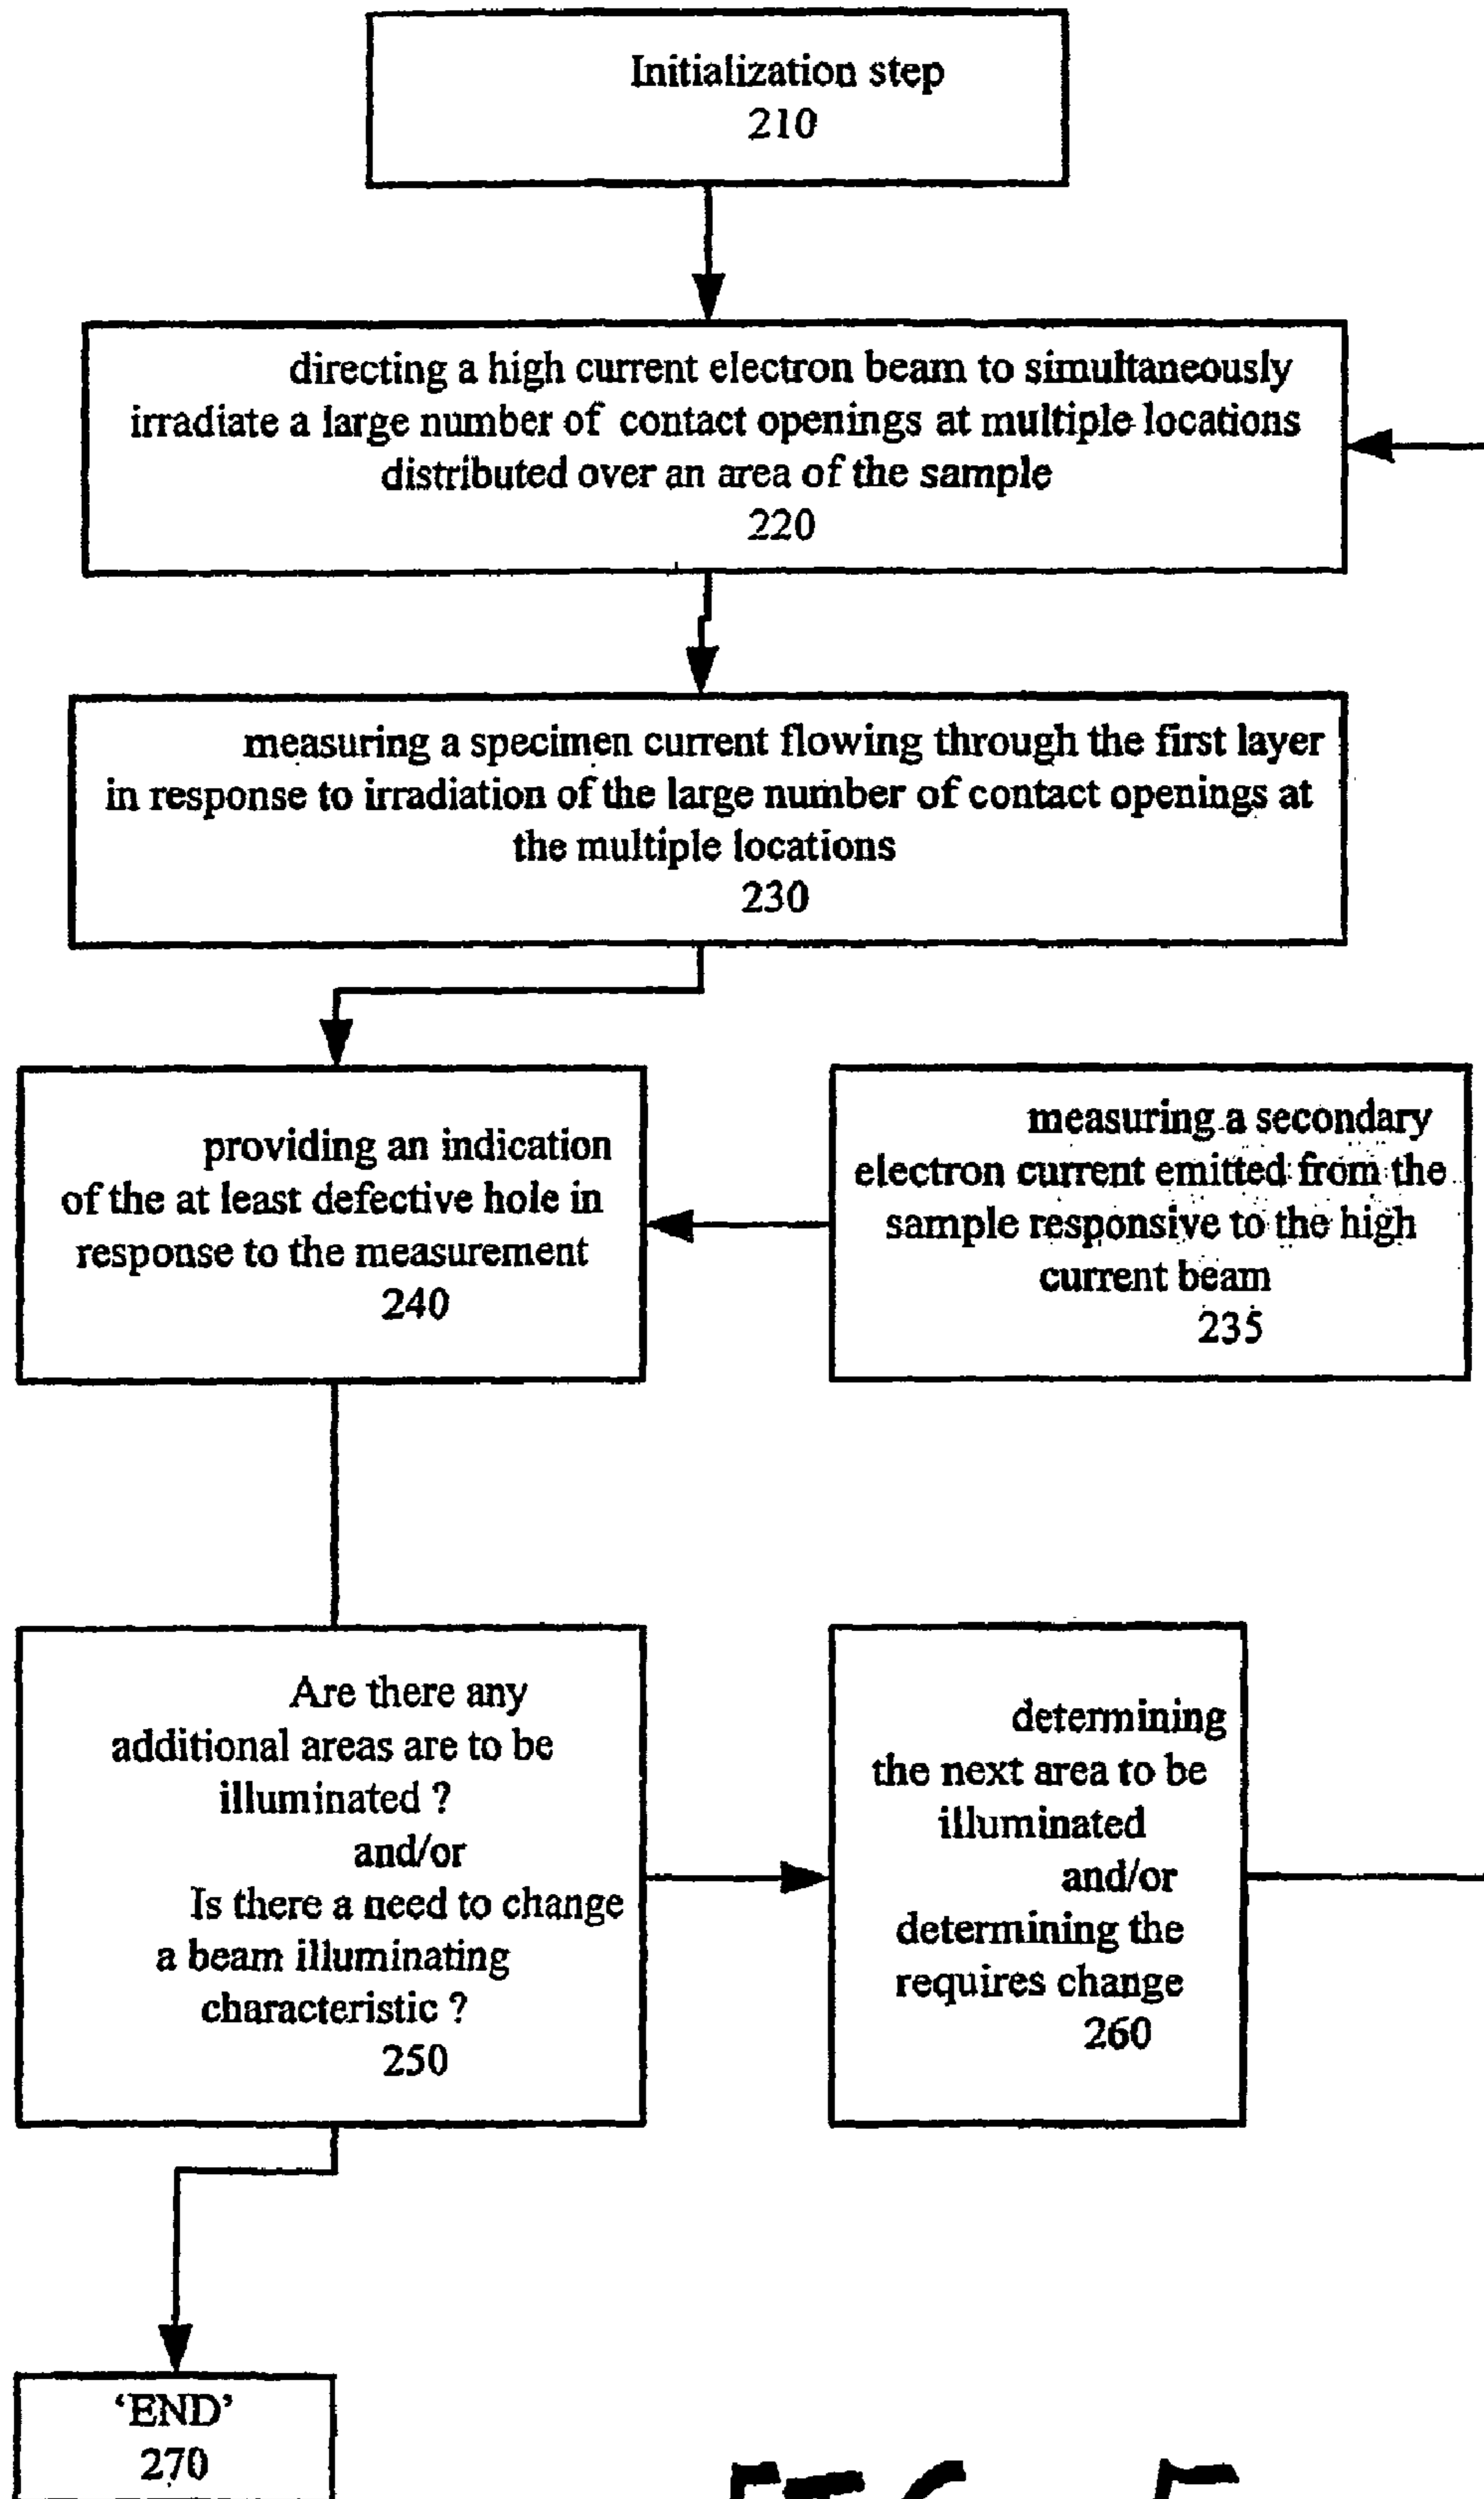 Initialization step
210
directing a high current electron beam to simultaneously
irradiate a large number of contact openings at multiple locations
distributed over an area of the sample
220
measuring a specimen current flowing through the first layer
in response to irradiation of the large number of contact openings at
the multiple locations
230
providing an indication
of the at least defective hole in
response to the measurement
240
measuring a secondary
electron current emitted from the
sample responsive to the high
current beam
235
Are there any
additional areas are to be
illuminated ?
and/or
Is there a need to change
a beam illuminating
characteristic ?
250
determining
the next area to be
illuminated
and/or
determining the
requires change
260
‘END’
270